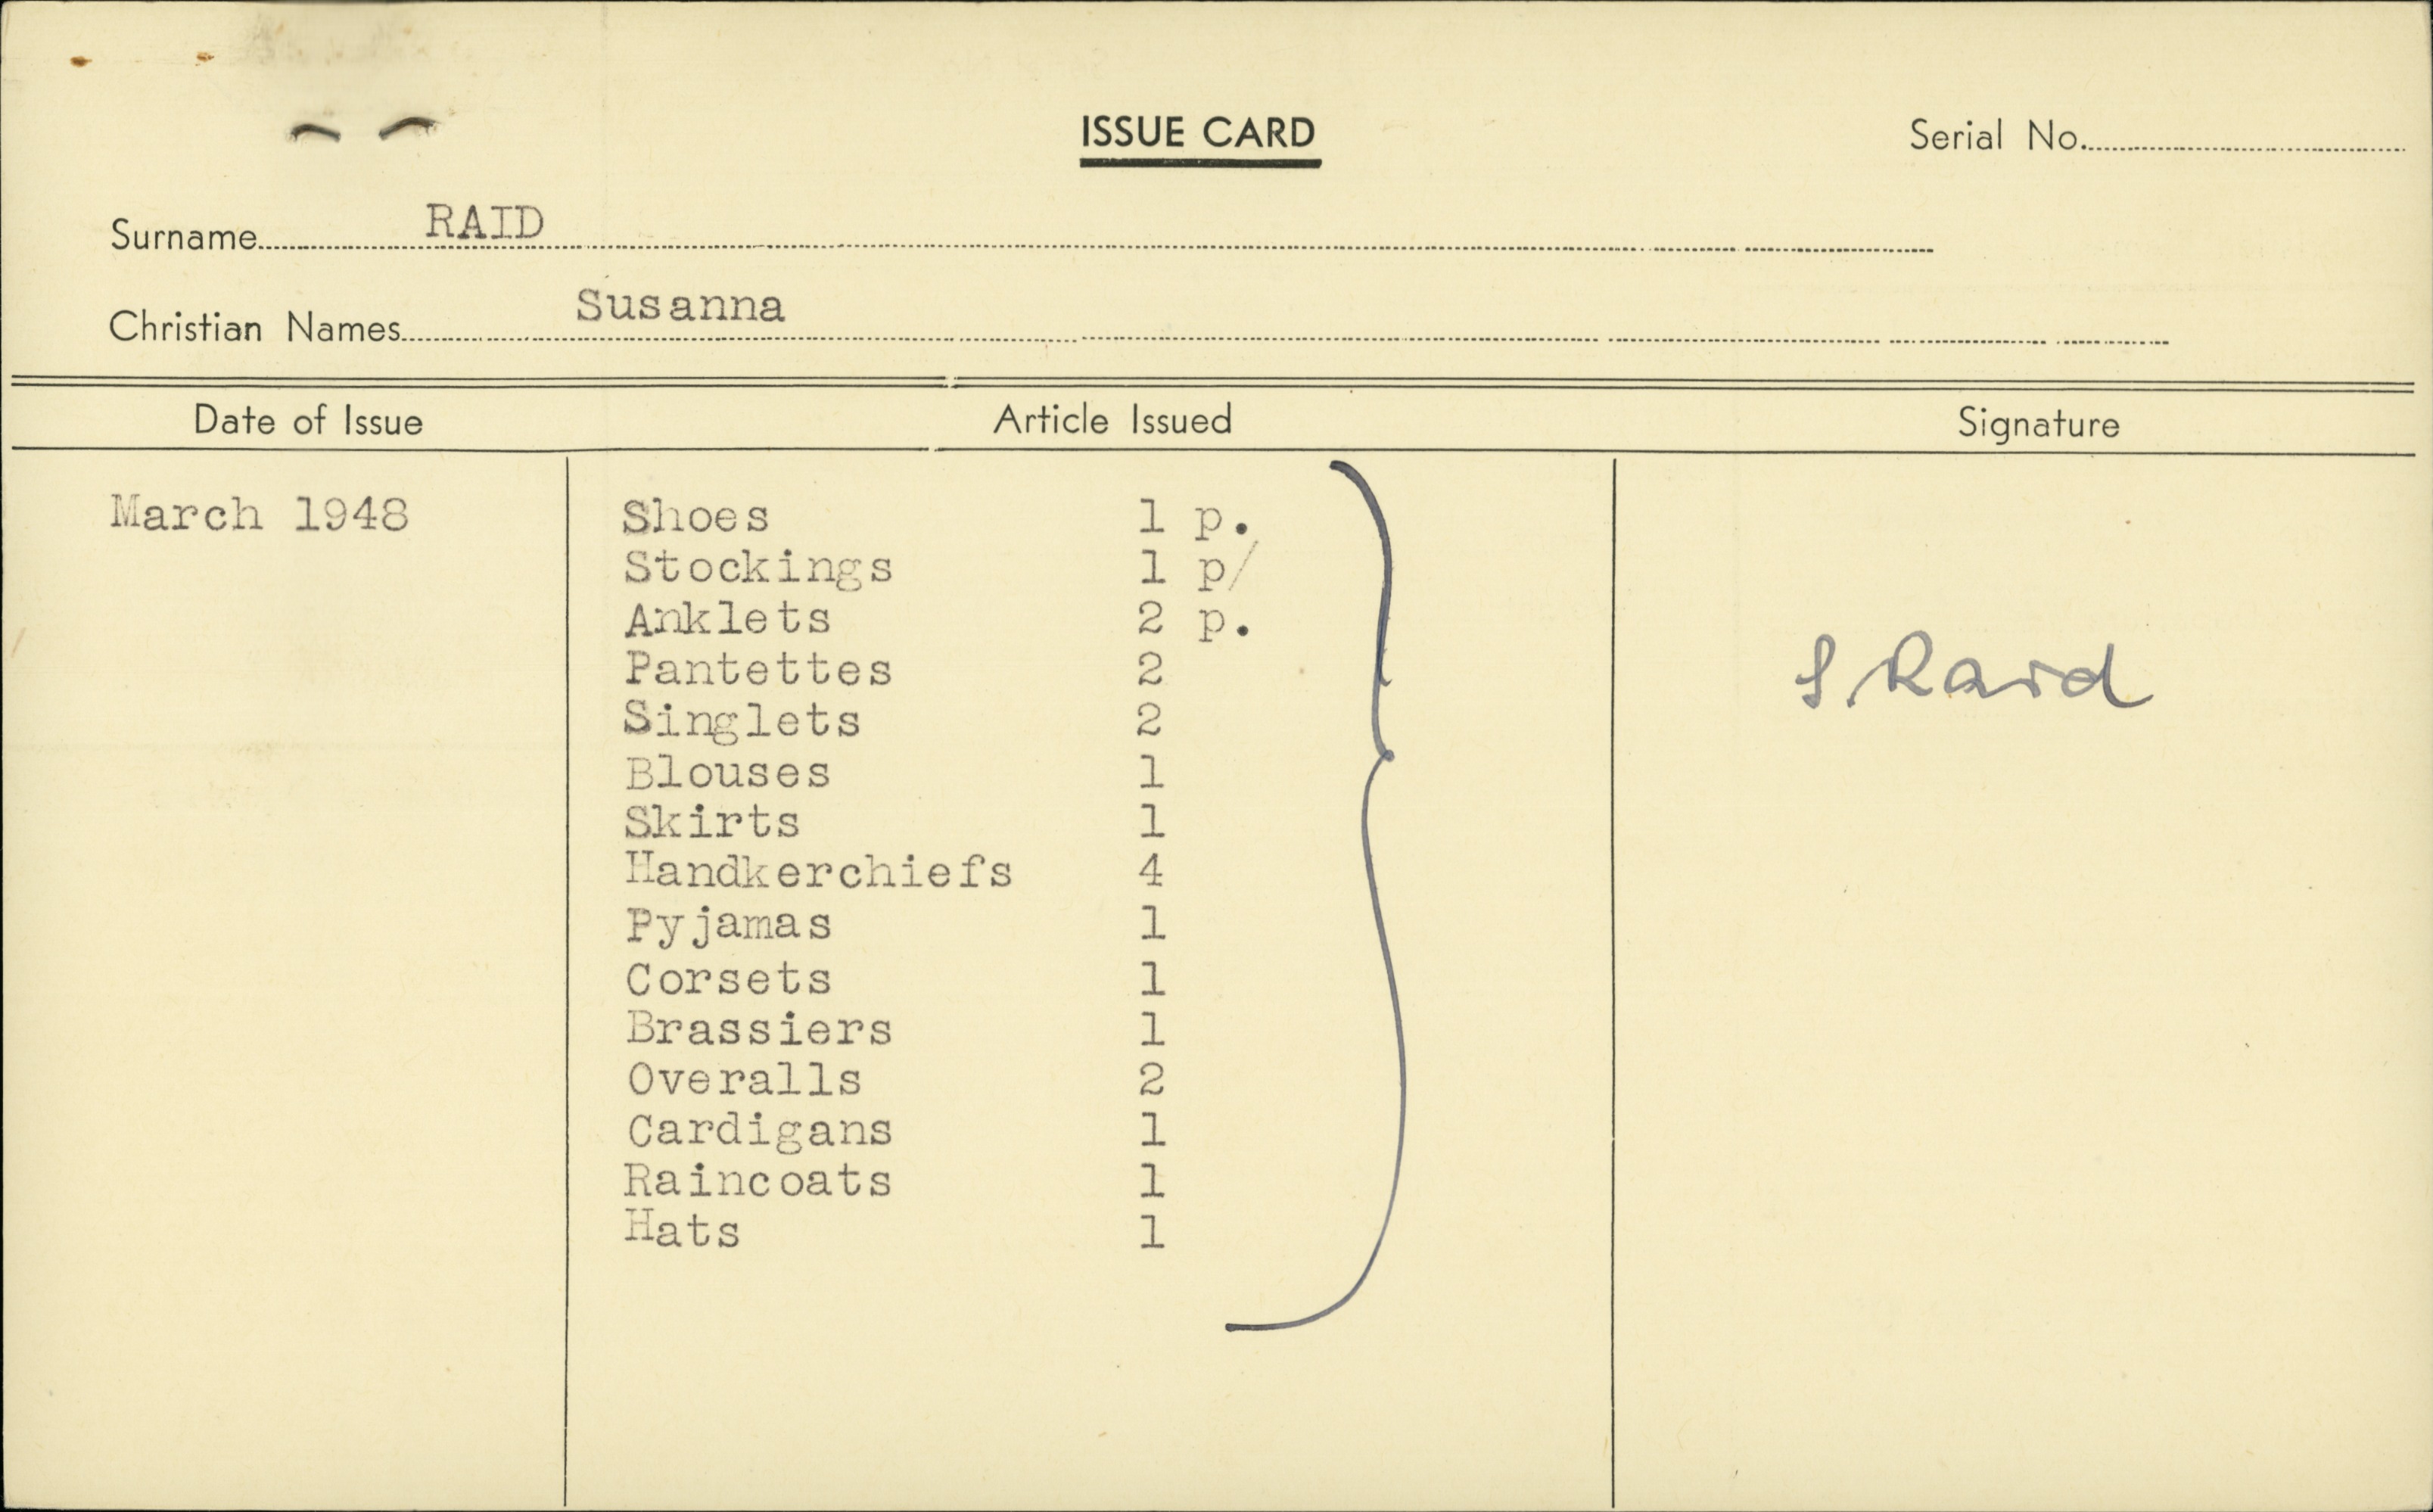 ISSUE CARD
Serial No.
Surname RAID
Christian Names Susanna
Date of Issue Article Issued Signature
March 1948 Shoes 1 p.
Stockings 1 p/
Anklets 2 p.
Pantettes 2 S. Raid
Singlets 2
Blouses 1
Skirts 1
Handkerchiefs 4
Pyjamas 1
Corsets 1
Brassiers 1
Overalls 2
Cardigans 1
Raincoats 1
Hats 1